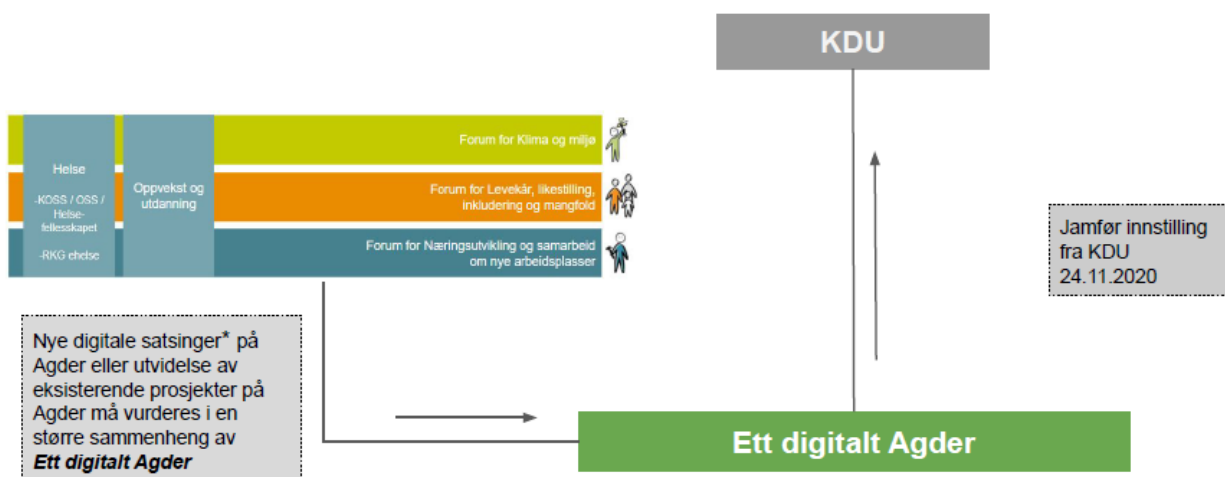 KDU
Forum for Klima og miljø
Helse
-KOSS / OSS /
Helse-
fellesskapet
-RKG ehelse
Oppvekst og
utdanning
Forum for Levekår, likestilling,
inkludering og mangfold
Forum for Næringsutvikling og samarbeid
om nye arbeidsplasser
Jamfør innstilling
fra KDU
24.11.2020
Nye digitale satsinger* på
Agder eller utvidelse av
eksisterende prosjekter på
Agder må vurderes i en
større sammenheng av
Ett digitalt Agder
Ett digitalt Agder